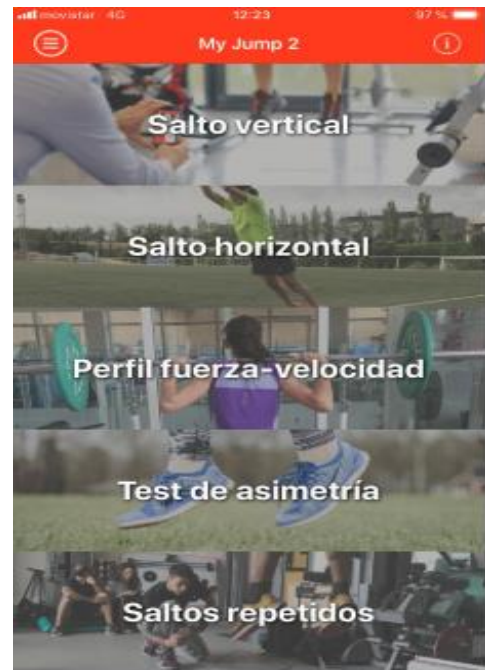 movistar 4G 12:23 97 %
My Jump 2
Salto vertical
Salto horizontal
Perfil fuerza-velocidad
Test de asimetría
Saltos repetidos